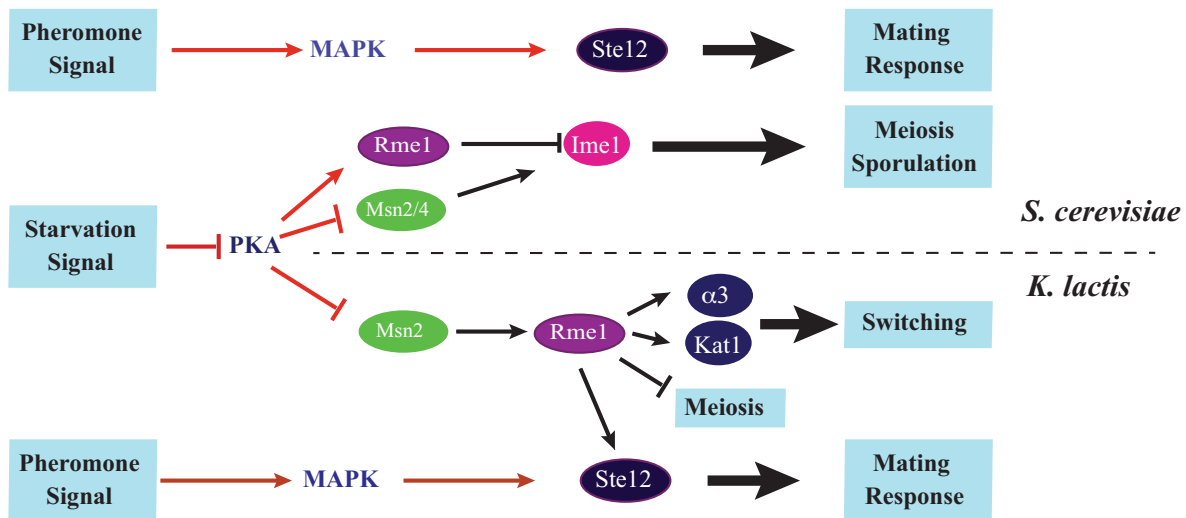 Pheromone
Signal
MAPK
Ste12
Mating
Response
Rme1
Ime1
Meiosis
Sporulation
Msn2/4
S. cerevisiae
Starvation
Signal
PKA
K. lactis
α3
Msn2
Rme1
Kat1
Switching
Meiosis
Pheromone
Signal
MAPK
Ste12
Mating
Response